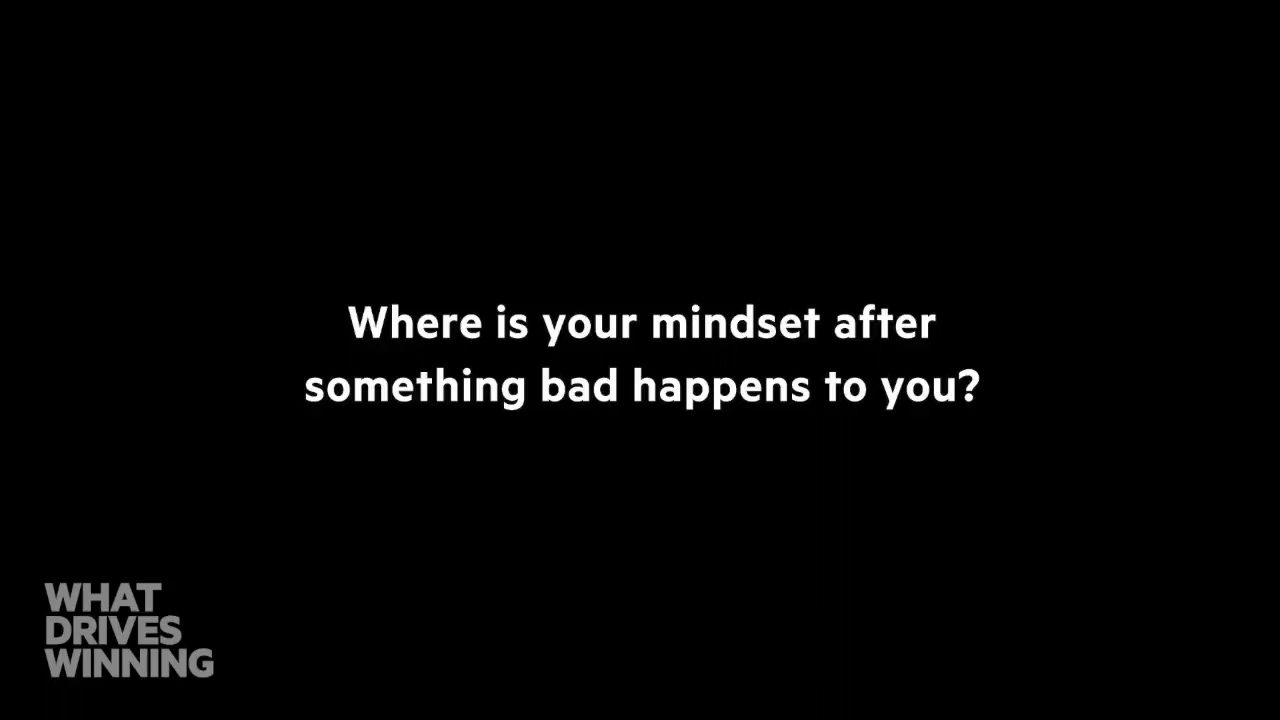 Where is your mindset after
something bad happens to you?
WHAT
DRIVES
WINNING